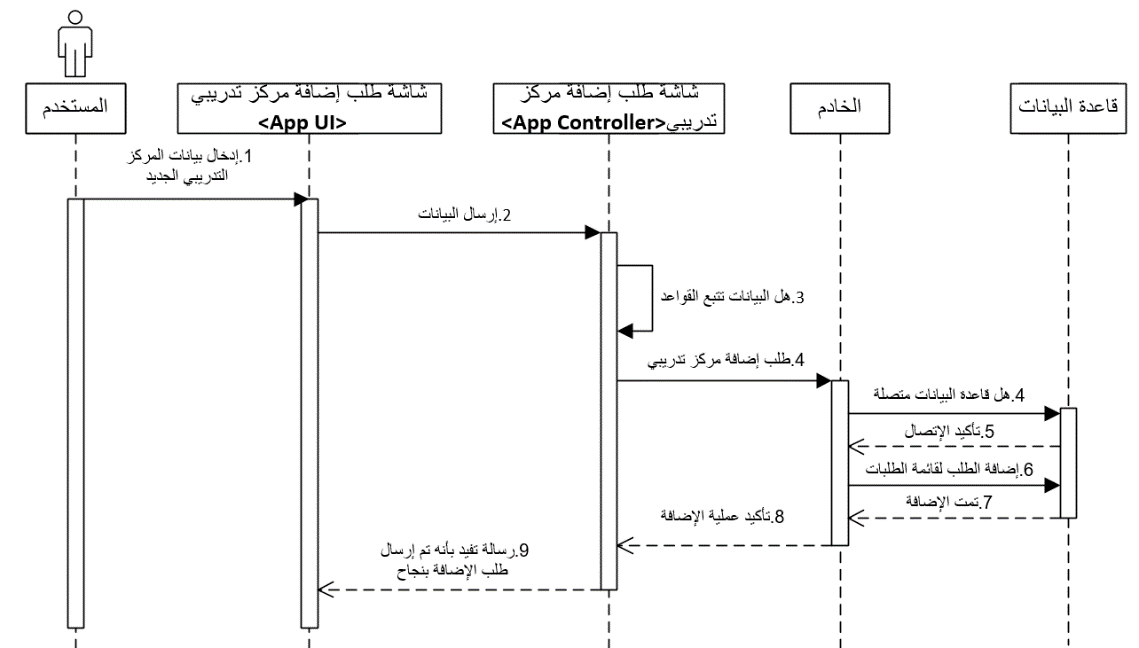 المستخدم
شاشة طلب إضافة مركز تدريبي
<App UI>
شاشة طلب إضافة مركز
تدريبي<App Controller>
الخادم
قاعدة البيانات
1.إدخال بيانات المركز
التدريبي الجديد
2.إرسال البيانات
3.هل البيانات تتبع القواعد
4.طلب إضافة مركز تدريبي
4.هل قاعدة البيانات متصلة
5.تأكيد الإتصال
6.إضافة الطلب لقائمة الطلبات
7.تمت الإضافة
8.تأكيد عملية الإضافة
9.رسالة تفيد بأنه تم إرسال
طلب الإضافة بنجاح